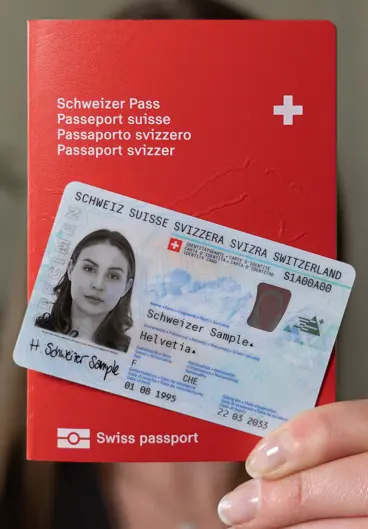 Schweizer Pass
Passeport suisse
Passaporto svizzero
Passaport svizzer
SCHWEIZ SUISSE SVIZZERA SVIZRA SWITZERLAND
IDENTITÄTSKARTE • CARTE D'IDENTITÉ
CARTA D'IDENTITÀ • CARTA D'IDENTITAD
IDENTITY CARD
S1A00A00
SPECIMEN
Schweizer Sample
Helvetia
F
CHE
01 08 1995
22 03 2033
H Schweizer Sample
Swiss passport